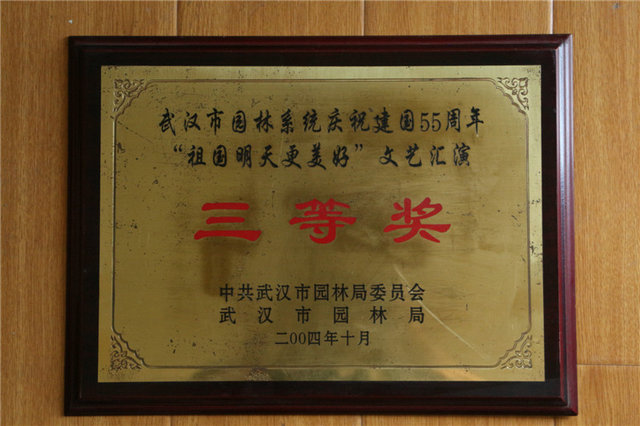 武汉市园林系统庆祝建国55周年
“祖国明天更美好”文艺汇演
三等奖
中共武汉市园林局委员会
武汉市园林局
二00四年十月